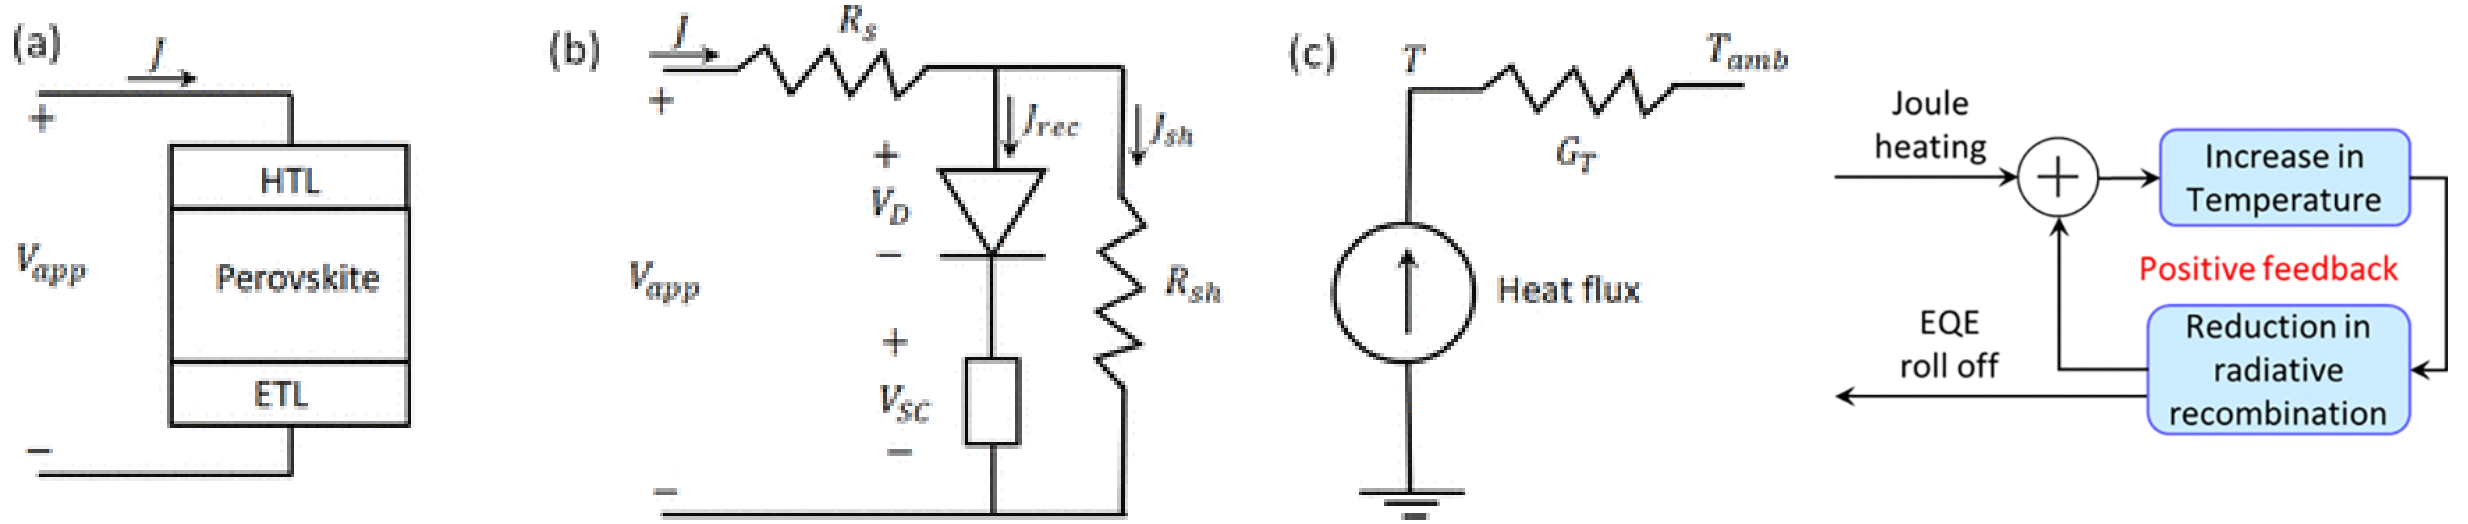 (a)
J
+
HTL
V_app
Perovskite
ETL
−
(b)
J
R_s
+
J_rec
J_sh
+
V_D
−
V_app
R_sh
+
V_SC
−
−
(c)
T
T_amb
G_T
Heat flux
Joule
heating
+
Increase in
Temperature
Positive feedback
EQE
roll off
Reduction in
radiative
recombination